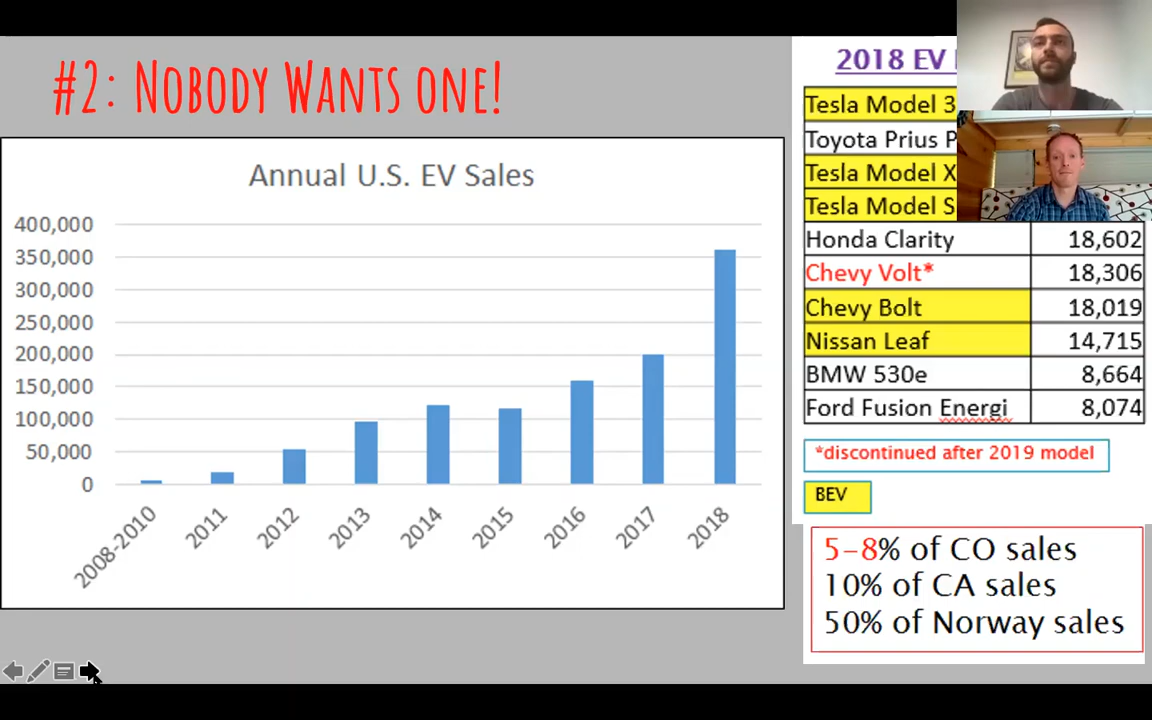 #2: Nobody Wants one!
Annual U.S. EV Sales
400,000
350,000
300,000
250,000
200,000
150,000
100,000
50,000
0
2008-2010
2011
2012
2013
2014
2015
2016
2017
2018
2018 EV
Tesla Model 3
Toyota Prius P
Tesla Model X
Tesla Model S
Honda Clarity 18,602
Chevy Volt* 18,306
Chevy Bolt 18,019
Nissan Leaf 14,715
BMW 530e 8,664
Ford Fusion Energi 8,074
*discontinued after 2019 model
BEV
5-8% of CO sales
10% of CA sales
50% of Norway sales